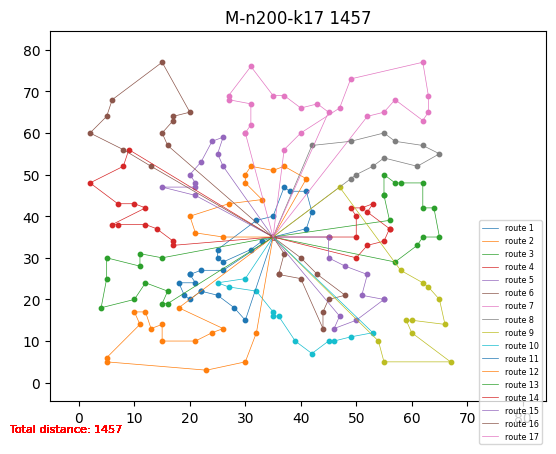 M-n200-k17 1457
80
70
60
50
40
30
20
10
0
route 1
route 2
route 3
route 4
route 5
route 6
route 7
route 8
route 9
route 10
route 11
route 12
route 13
route 14
route 15
route 16
route 17
0 10 20 30 40 50 60 70 80
Total distance: 1457